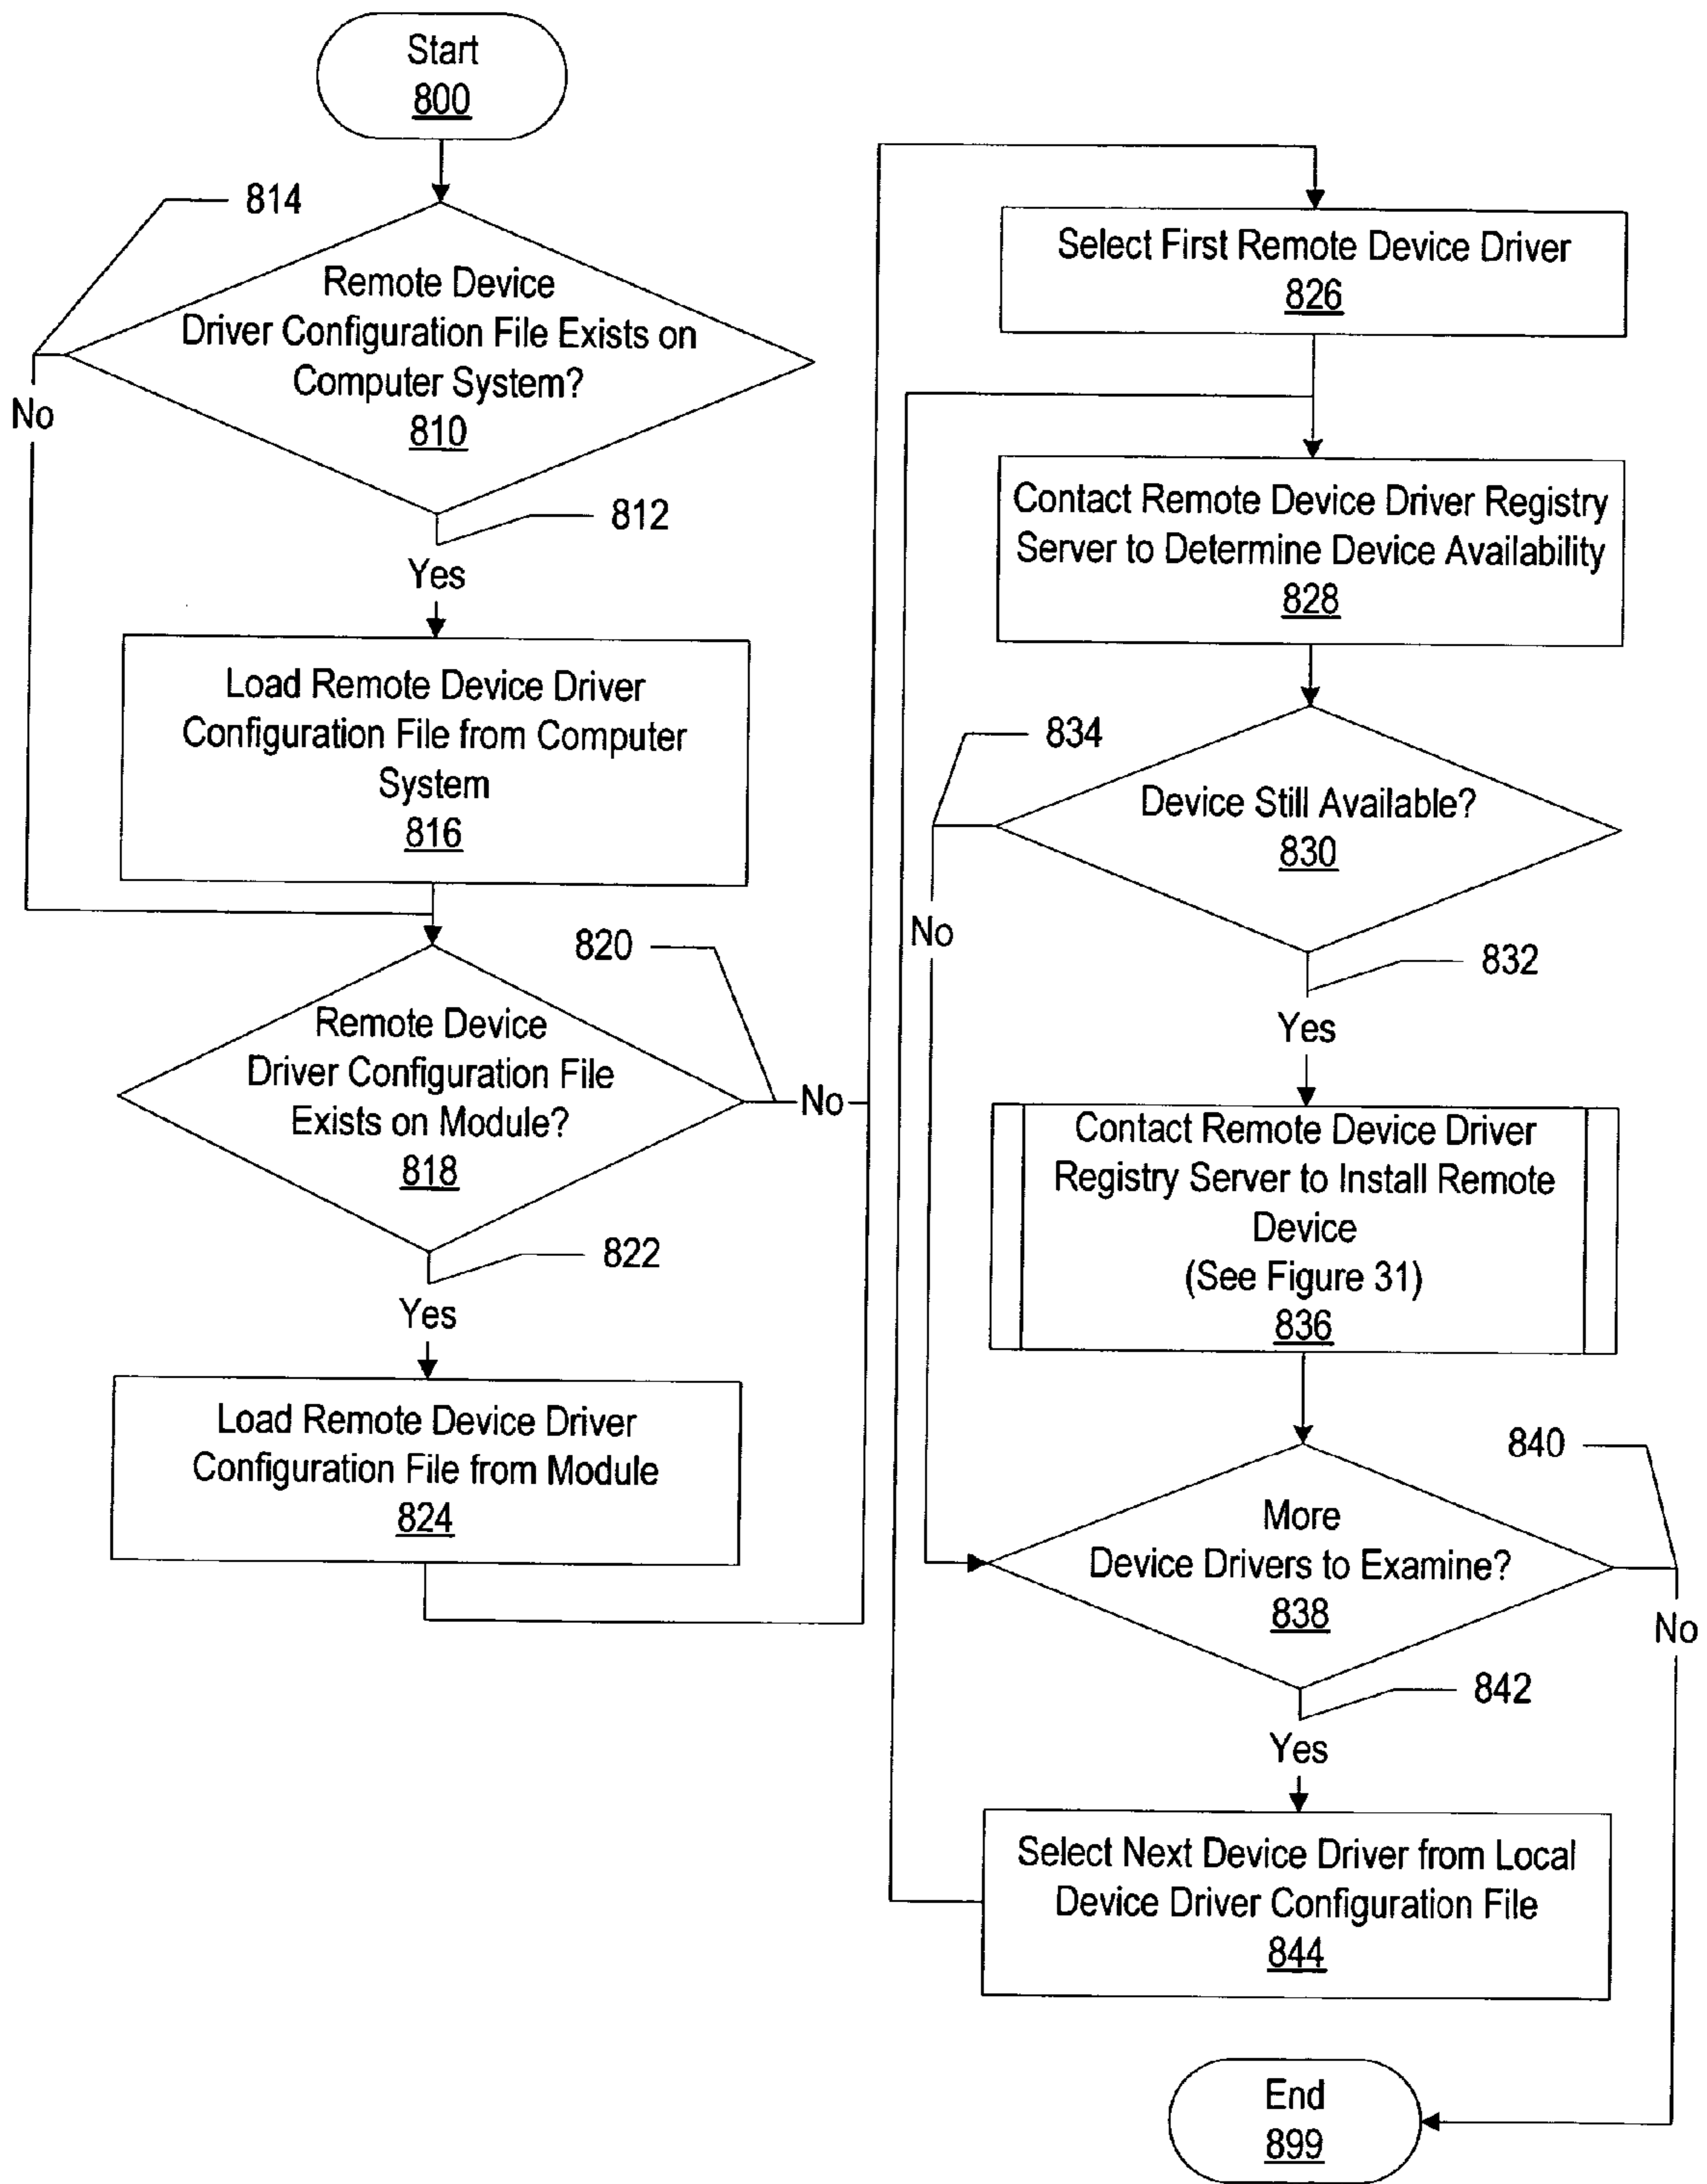 Start
800
814
Remote Device
Driver Configuration File Exists on
Computer System?
810
No
812
Yes
Load Remote Device Driver
Configuration File from Computer
System
816
820
Remote Device
Driver Configuration File
Exists on Module?
818
No
822
Yes
Load Remote Device Driver
Configuration File from Module
824
Select First Remote Device Driver
826
Contact Remote Device Driver Registry
Server to Determine Device Availability
828
834
Device Still Available?
830
No
832
Yes
Contact Remote Device Driver
Registry Server to Install Remote
Device
(See Figure 31)
836
840
More
Device Drivers to Examine?
838
No
842
Yes
Select Next Device Driver from Local
Device Driver Configuration File
844
End
899